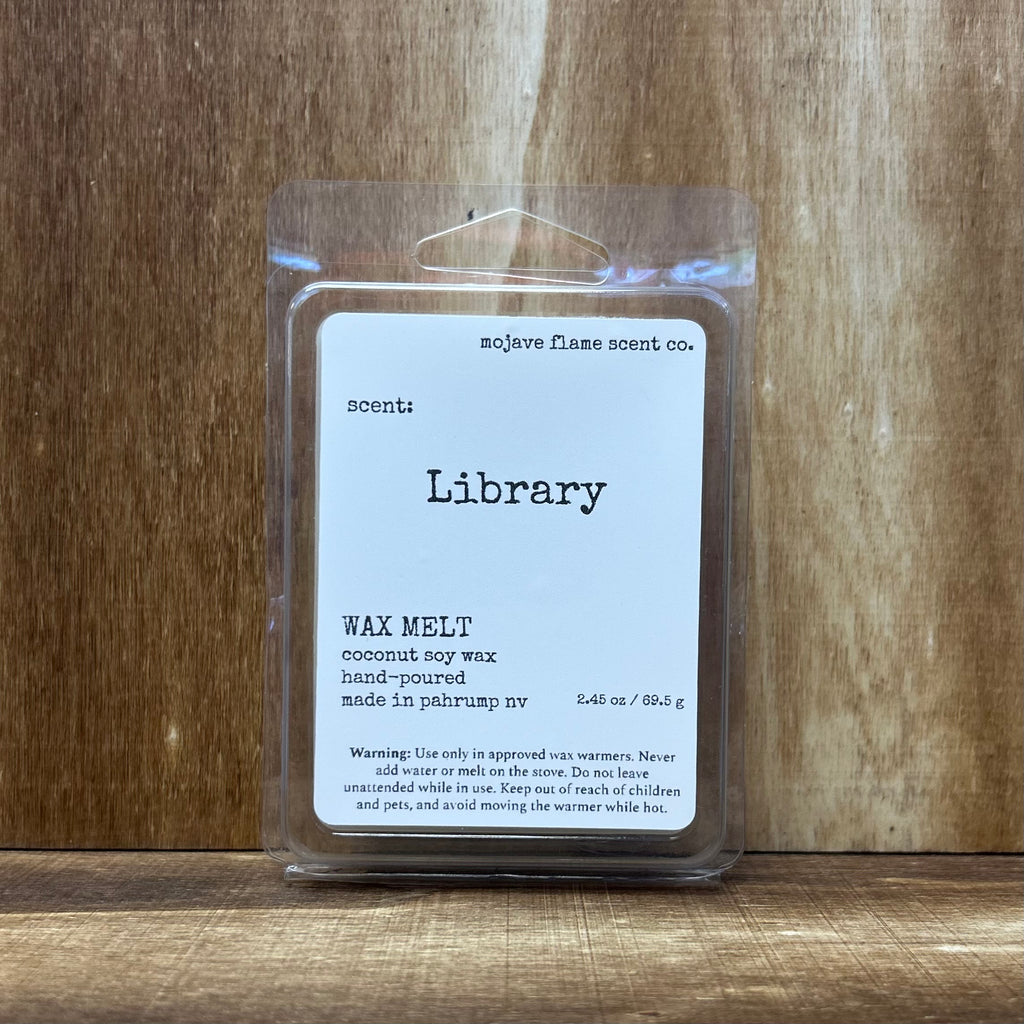 mojave flame scent co.
scent:
Library
WAX MELT
coconut soy wax
hand-poured
made in pahrump nv
2.45 oz / 69.5 g
Warning: Use only in approved wax warmers. Never
add water or melt on the stove. Do not leave
unattended while in use. Keep out of reach of children
and pets, and avoid moving the warmer while hot.